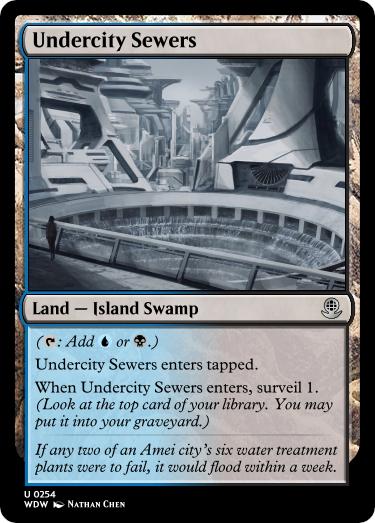 Undercity Sewers
Land — Island Swamp
(: Add  or .)
Undercity Sewers enters tapped.
When Undercity Sewers enters, surveil 1.
(Look at the top card of your library. You may
put it into your graveyard.)
If any two of an Amei city's six water treatment
plants were to fail, it would flood within a week.
U 0254
WDW Nathan Chen